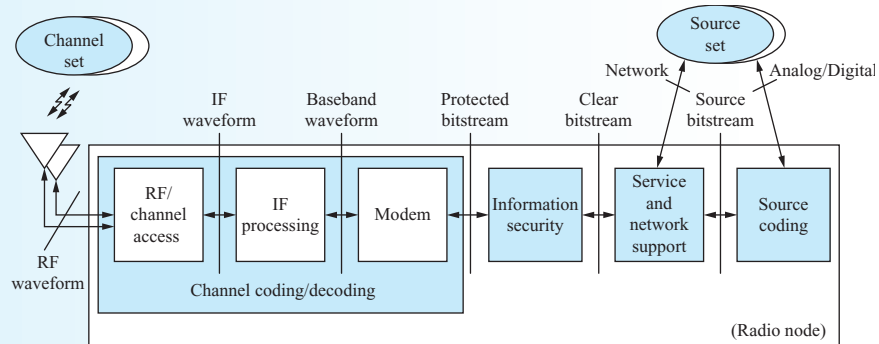 Channel
set
Source
set
Network
Analog/Digital
IF
waveform
Baseband
waveform
Protected
bitstream
Clear
bitstream
Source
bitstream
RF/
channel
access
IF
processing
Modem
Information
security
Service
and
network
support
Source
coding
RF
waveform
Channel coding/decoding
(Radio node)